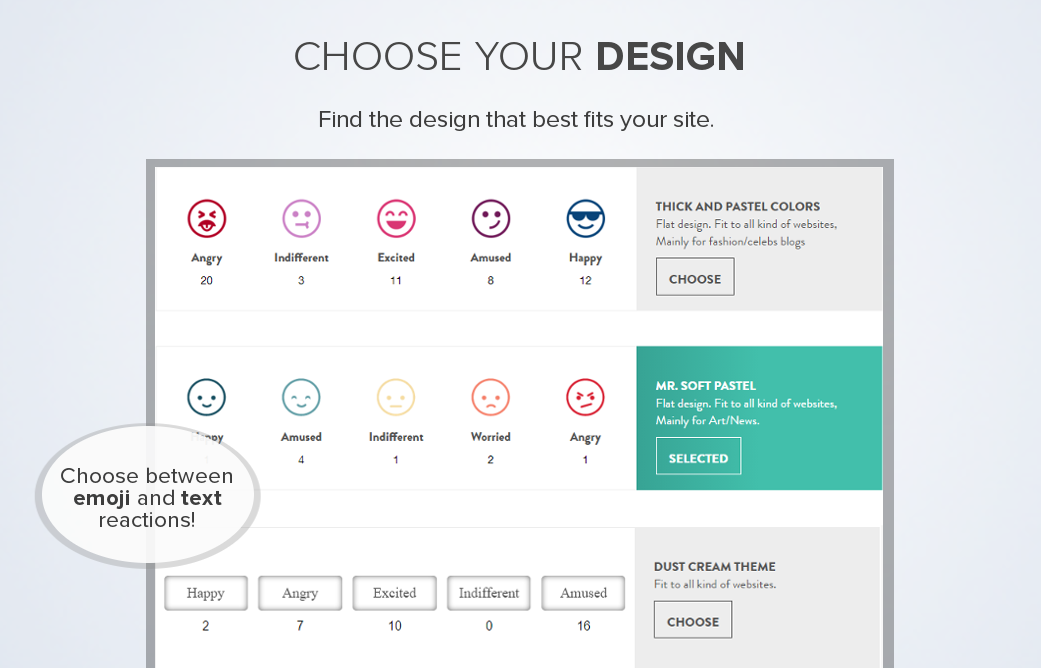 CHOOSE YOUR DESIGN
Find the design that best fits your site.
Angry Indifferent Excited Amused Happy
20 3 11 8 12
THICK AND PASTEL COLORS
Flat design. Fit to all kind of websites,
Mainly for fashion/celebs blogs
CHOOSE
Happy Amused Indifferent Worried Angry
1 4 1 2 1
MR. SOFT PASTEL
Flat design. Fit to all kind of websites,
Mainly for Art/News.
SELECTED
Choose between
emoji and text
reactions!
Happy Angry Excited Indifferent Amused
2 7 10 0 16
DUST CREAM THEME
Fit to all kind of websites.
CHOOSE